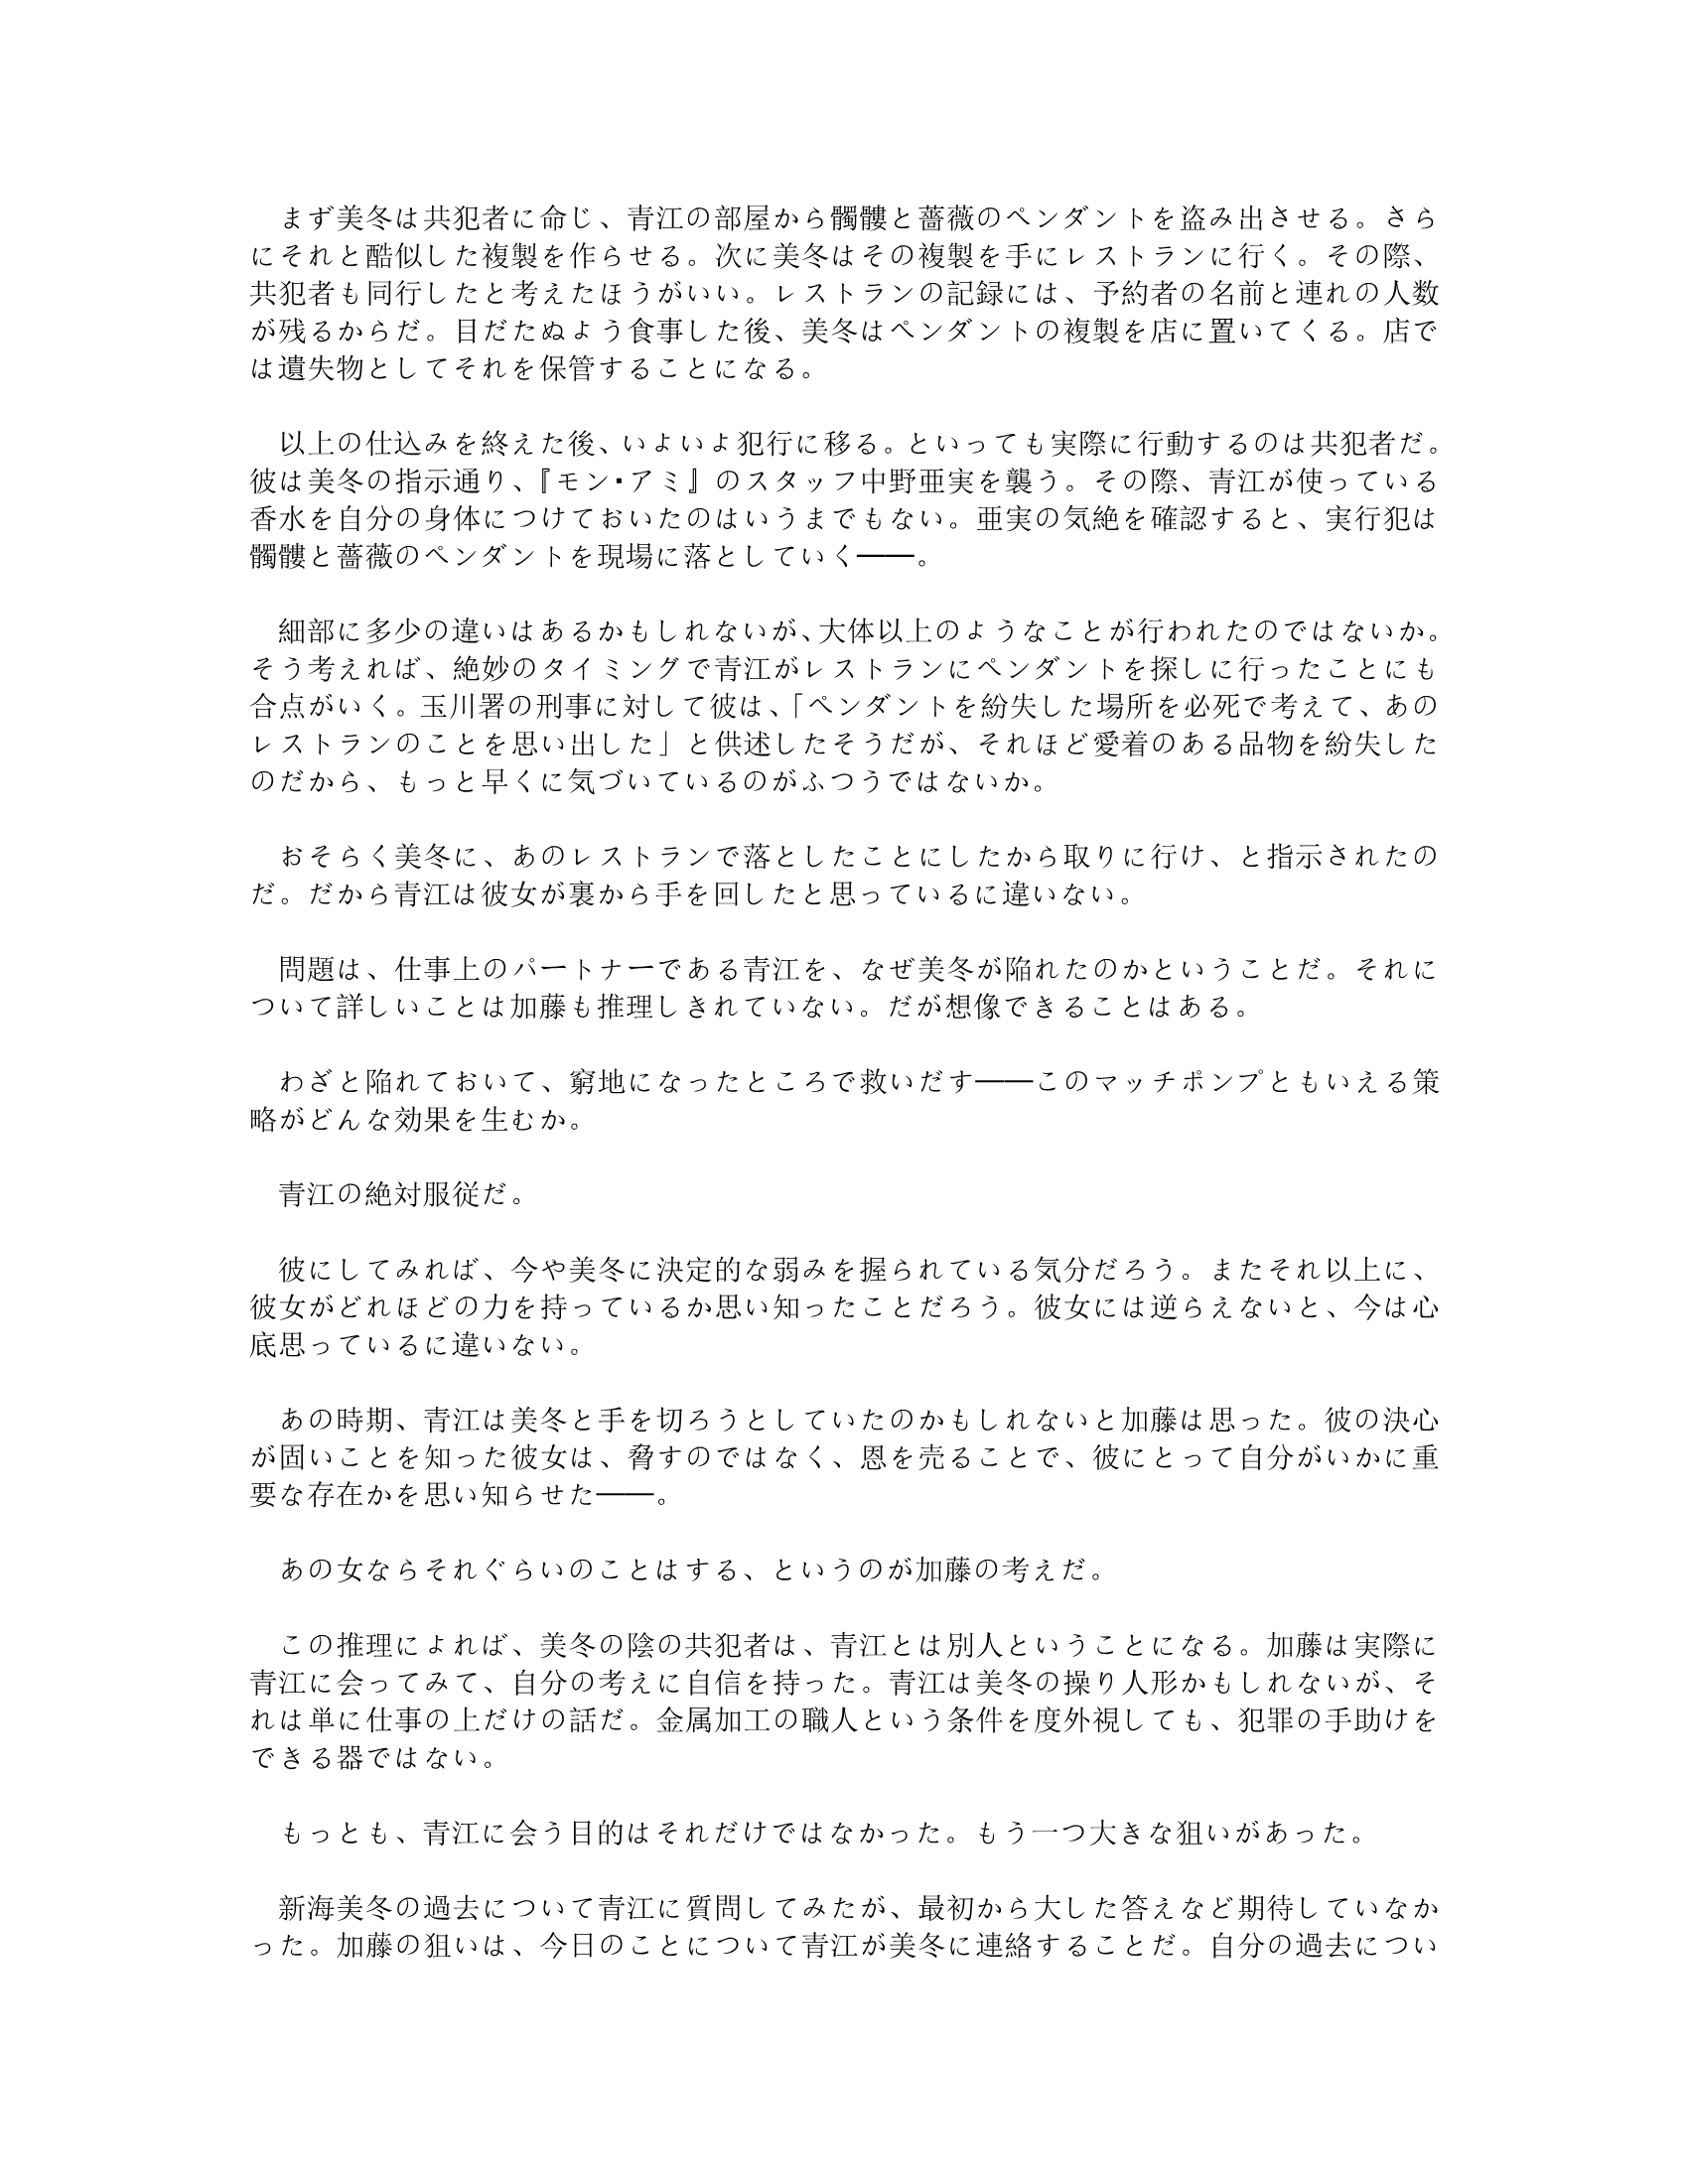 まず美冬は共犯者に命じ、青江の部屋から髑髏と薔薇のペンダントを盗み出させる。さら
にそれと酷似した複製を作らせる。次に美冬はその複製を手にレストランに行く。その際、
共犯者も同行したと考えたほうがいい。レストランの記録には、予約者の名前と連れの人数
が残るからだ。目だたぬよう食事した後、美冬はペンダントの複製を店に置いてくる。店で
は遺失物としてそれを保管することになる。
以上の仕込みを終えた後、いよいよ犯行に移る。といっても実際に行動するのは共犯者だ。
彼は美冬の指示通り、『モン・アミ』のスタッフ中野亜実を襲う。その際、青江が使っている
香水を自分の身体につけておいたのはいうまでもない。亜実の気絶を確認すると、実行犯は
髑髏と薔薇のペンダントを現場に落としていく――。
細部に多少の違いはあるかもしれないが、大体以上のようなことが行われたのではないか。
そう考えれば、絶妙のタイミングで青江がレストランにペンダントを探しに行ったことにも
合点がいく。玉川署の刑事に対して彼は、「ペンダントを紛失した場所を必死で考えて、あの
レストランのことを思い出した」と供述したそうだが、それほど愛着のある品物を紛失した
のだから、もっと早くに気づいているのがふつうではないか。
おそらく美冬に、あのレストランで落としたことにしたから取りに行け、と指示されたの
だ。だから青江は彼女が裏から手を回したと思っているに違いない。
問題は、仕事上のパートナーである青江を、なぜ美冬が陥れたのかということだ。それに
ついて詳しいことは加藤も推理しきれていない。だが想像できることはある。
わざと陥れておいて、窮地になったところで救いだす――このマッチポンプともいえる策
略がどんな効果を生むか。
青江の絶対服従だ。
彼にしてみれば、今や美冬に決定的な弱みを握られている気分だろう。またそれ以上に、
彼女がどれほどの力を持っているか思い知ったことだろう。彼女には逆らえないと、今は心
底思っているに違いない。
あの時期、青江は美冬と手を切ろうとしていたのかもしれないと加藤は思った。彼の決心
が固いことを知った彼女は、脅すのではなく、恩を売ることで、彼にとって自分がいかに重
要な存在かを思い知らせた――。
あの女ならそれぐらいのことはする、というのが加藤の考えだ。
この推理によれば、美冬の陰の共犯者は、青江とは別人ということになる。加藤は実際に
青江に会ってみて、自分の考えに自信を持った。青江は美冬の操り人形かもしれないが、そ
れは単に仕事の上だけの話だ。金属加工の職人という条件を度外視しても、犯罪の手助けを
できる器ではない。
もっとも、青江に会う目的はそれだけではなかった。もう一つ大きな狙いがあった。
新海美冬の過去について青江に質問してみたが、最初から大した答えなど期待していなか
った。加藤の狙いは、今日のことについて青江が美冬に連絡することだ。自分の過去につい